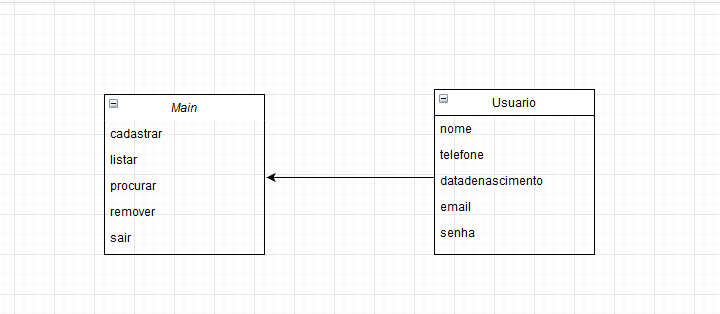 Main
cadastrar
listar
procurar
remover
sair
Usuario
nome
telefone
datadenascimento
email
senha